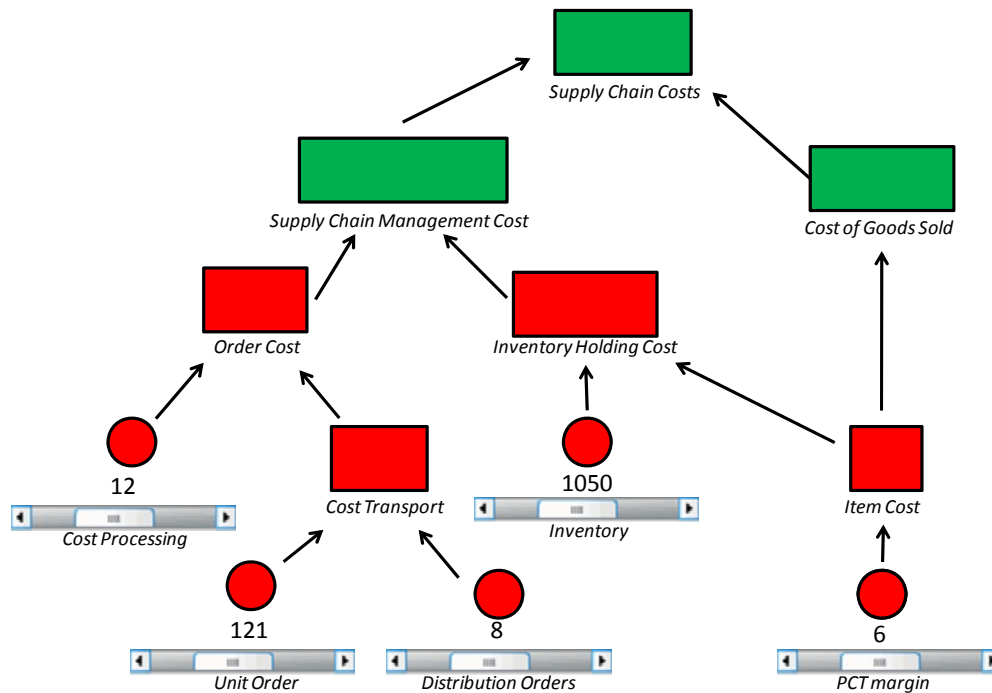 Supply Chain Costs
Supply Chain Management Cost
Cost of Goods Sold
Order Cost
Inventory Holding Cost
12
Cost Processing
Cost Transport
1050
Inventory
Item Cost
121
Unit Order
8
Distribution Orders
6
PCT margin